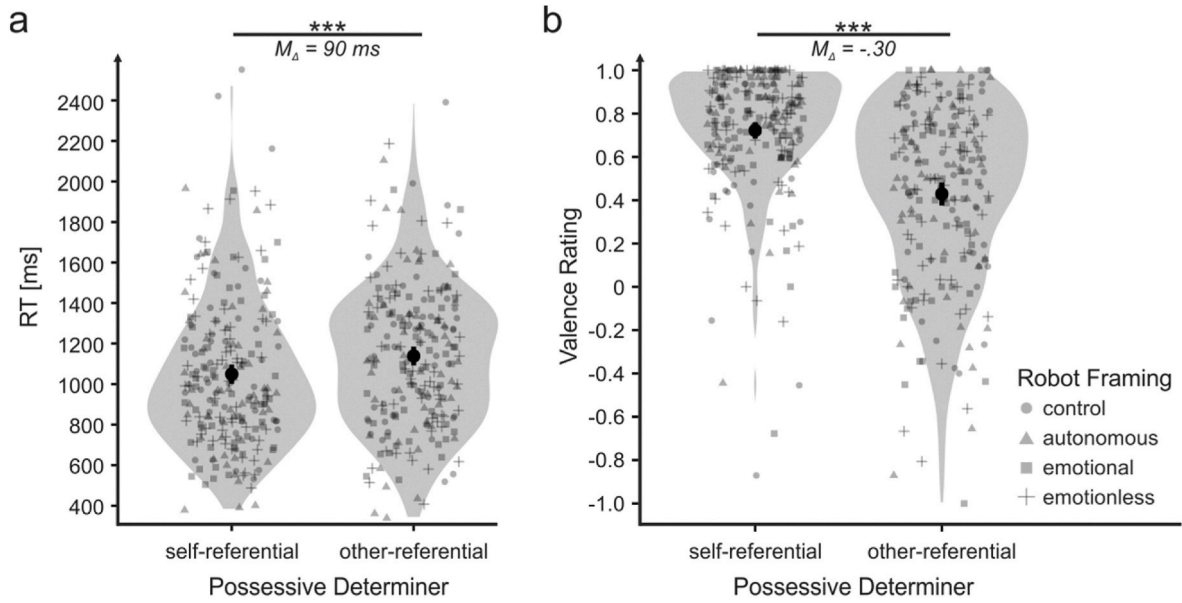 a
***
MΔ = 90 ms
RT [ms]
2400
2200
2000
1800
1600
1400
1200
1000
800
600
400
self-referential other-referential
Possessive Determiner
b
***
MΔ = -.30
Valence Rating
1.0
0.8
0.6
0.4
0.2
0
-0.2
-0.4
-0.6
-0.8
-1.0
self-referential other-referential
Possessive Determiner
Robot Framing
control
autonomous
emotional
emotionless